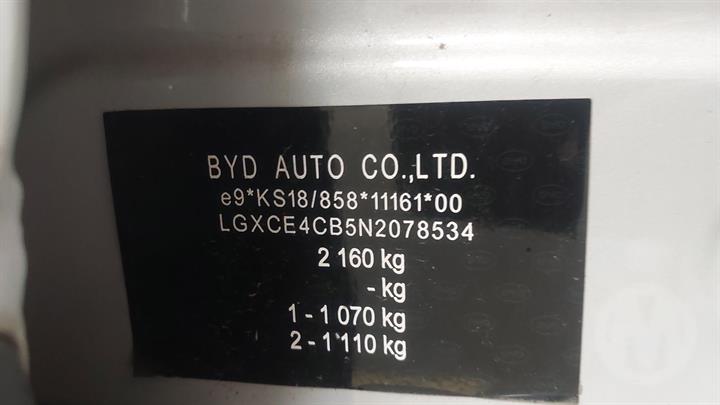 BYD AUTO CO.,LTD.
e9*KS18/858*11161*00
LGXCE4CB5N2078534
2 160 kg
- kg
1 - 1 070 kg
2 - 1 110 kg